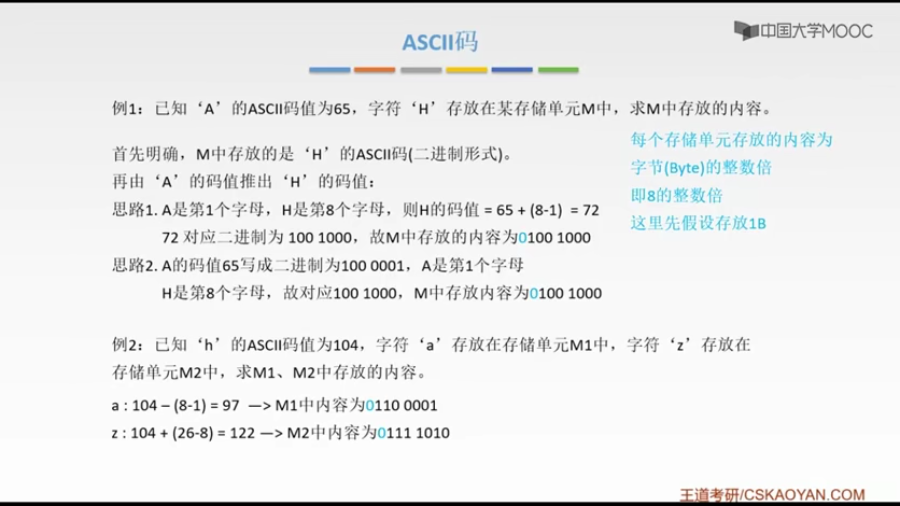 ASCII码
中国大学MOOC
例1：已知‘A’的ASCII码值为65，字符‘H’存放在某存储单元M中，求M中存放的内容。
每个存储单元存放的内容为
字节(Byte)的整数倍
即8的整数倍
这里先假设存放1B
首先明确，M中存放的是‘H’的ASCII码(二进制形式)。
再由‘A’的码值推出‘H’的码值：
思路1. A是第1个字母，H是第8个字母，则H的码值 = 65 + (8-1) = 72
72 对应二进制为 100 1000，故M中存放的内容为0100 1000
思路2. A的码值65写成二进制为100 0001，A是第1个字母
H是第8个字母，故对应100 1000，M中存放内容为0100 1000
例2：已知‘h’的ASCII码值为104，字符‘a’存放在存储单元M1中，字符‘z’存放在
存储单元M2中，求M1、M2中存放的内容。
a : 104 – (8-1) = 97 —> M1中内容为0110 0001
z : 104 + (26-8) = 122 —> M2中内容为0111 1010
王道考研/CSKAOYAN.COM